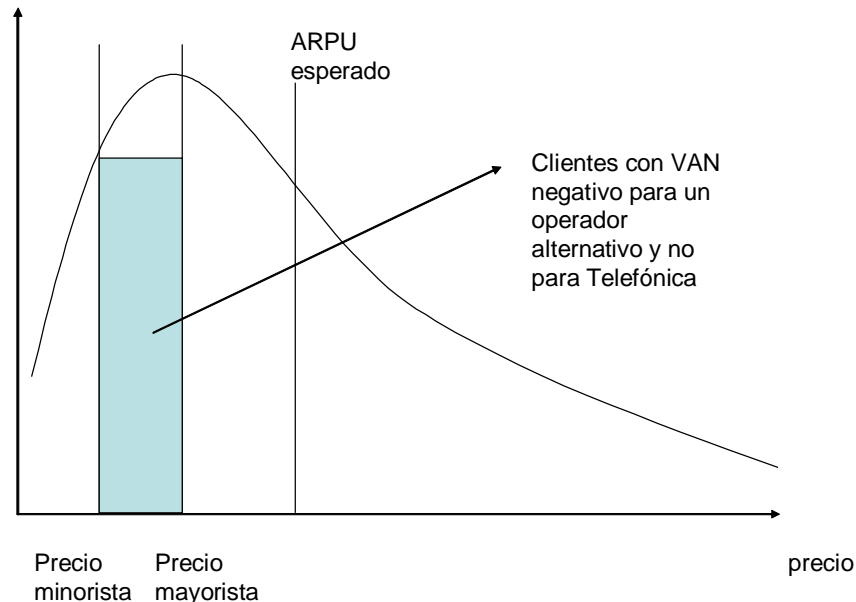 ARPU
esperado
Clientes con VAN
negativo para un
operador
alternativo y no
para Telefónica
Precio
minorista
Precio
mayorista
precio